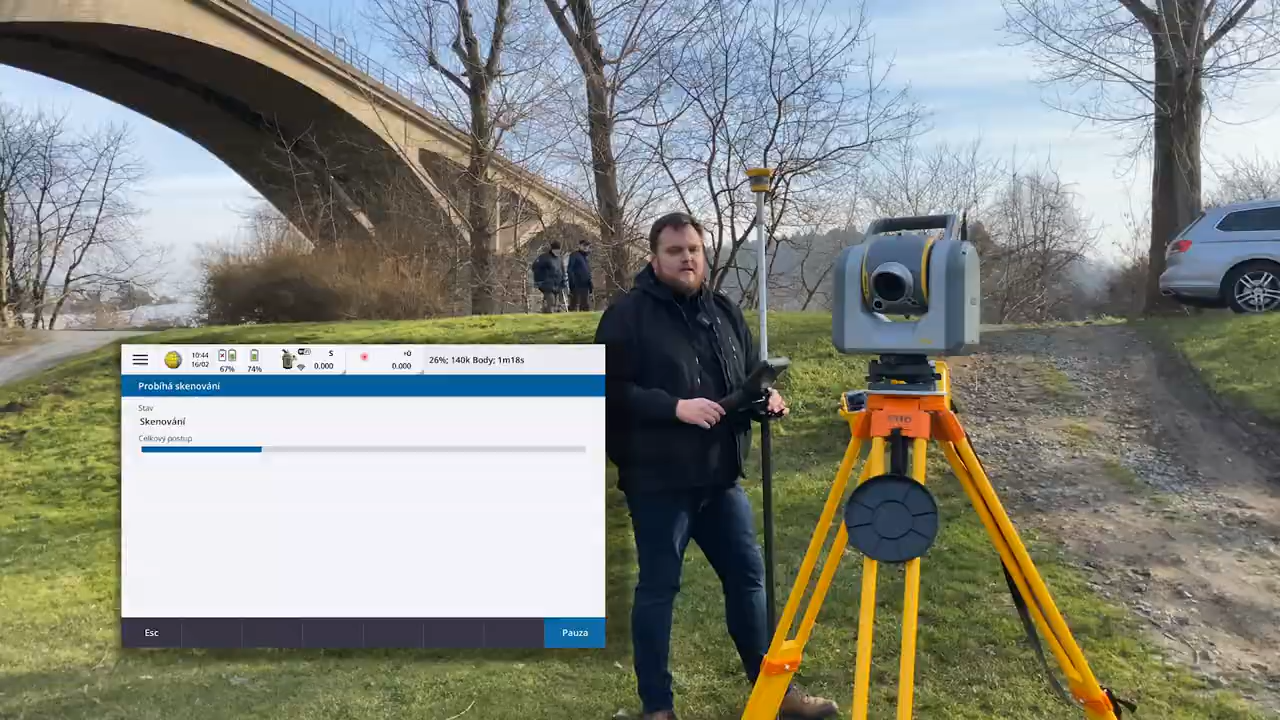 10:44
16/02
67%
74%
S
0.000
0.000
26%; 140k Body; 1m18s
Probíhá skenování
Stav
Skenování
Celkový postup
Esc
Pauza